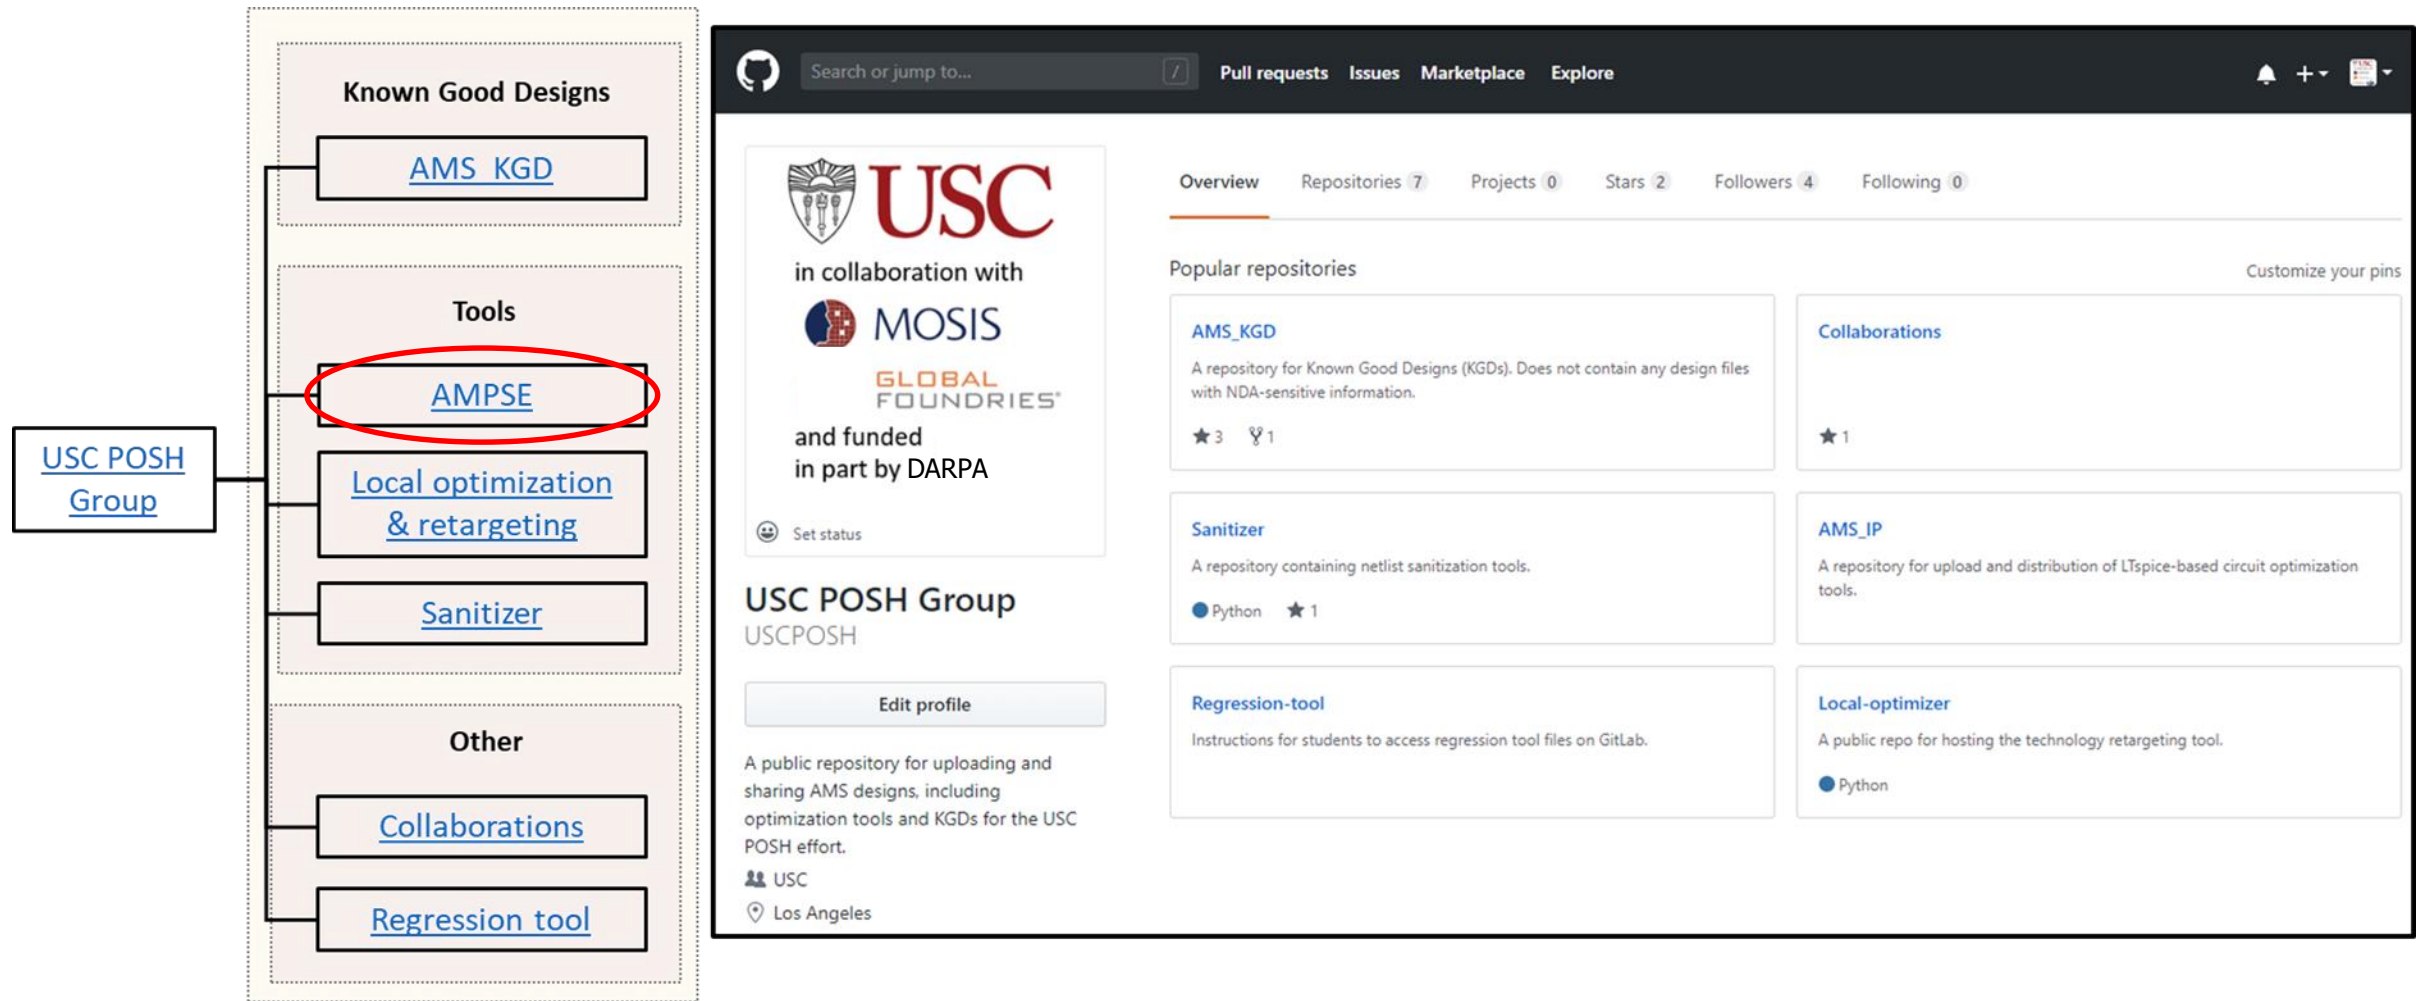 Known Good Designs
AMS KGD
Tools
AMPSE
Local optimization
& retargeting
Sanitizer
Other
Collaborations
Regression tool
USC POSH
Group
Search or jump to...
/
Pull requests Issues Marketplace Explore
USC
in collaboration with
MOSIS
GLOBAL
FOUNDRIES
and funded
in part by DARPA
Set status
USC POSH Group
USCPOSH
Edit profile
A public repository for uploading and
sharing AMS designs, including
optimization tools and KGDs for the USC
POSH effort.
USC
Los Angeles
Overview Repositories 7 Projects 0 Stars 2 Followers 4 Following 0
Popular repositories
Customize your pins
AMS_KGD
A repository for Known Good Designs (KGDs). Does not contain any design files
with NDA-sensitive information.
3 1
Collaborations
1
Sanitizer
A repository containing netlist sanitization tools.
Python 1
AMS_IP
A repository for upload and distribution of LTspice-based circuit optimization
tools.
Regression-tool
Instructions for students to access regression tool files on GitLab.
Local-optimizer
A public repo for hosting the technology retargeting tool.
Python